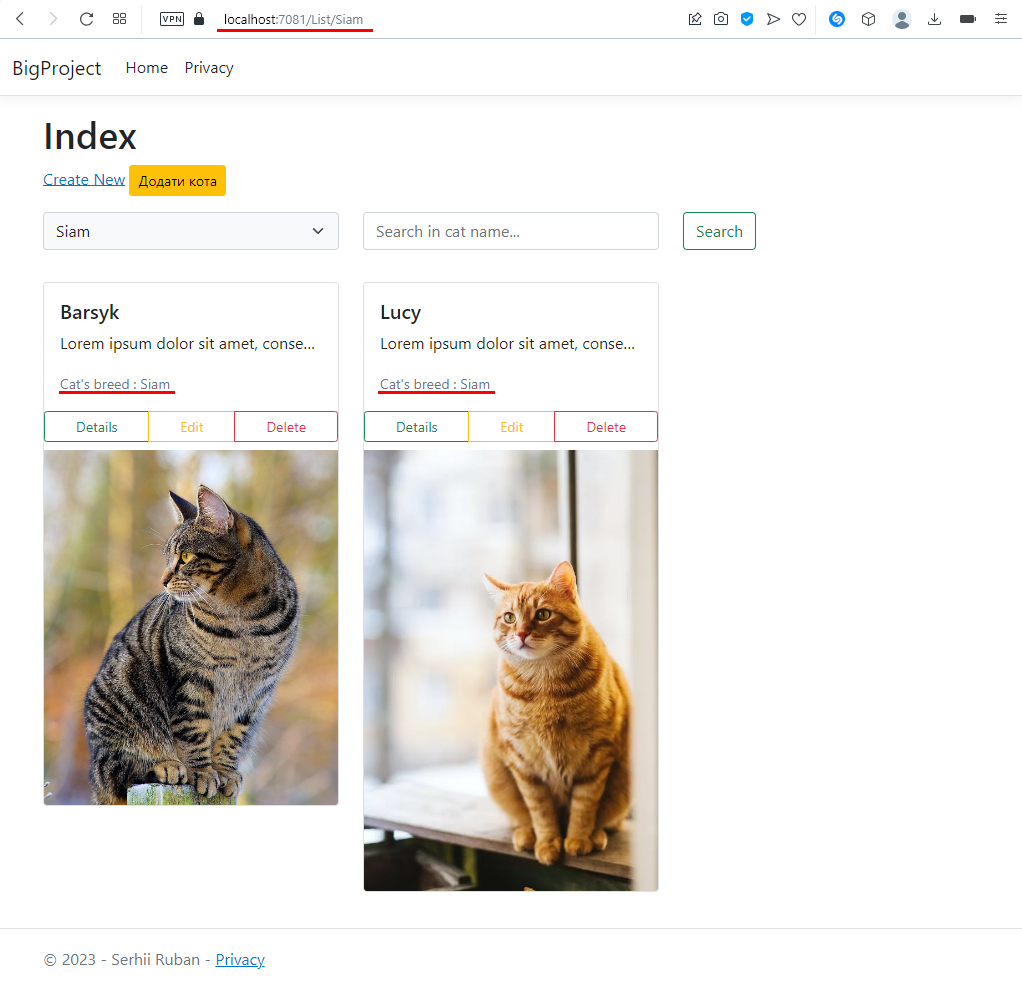 VPN localhost:7081/List/Siam
BigProject Home Privacy
Index
Create New Додати кота
Siam Search in cat name... Search
Barsyk
Lorem ipsum dolor sit amet, conse...
Cat's breed : Siam
Details Edit Delete
Lucy
Lorem ipsum dolor sit amet, conse...
Cat's breed : Siam
Details Edit Delete
© 2023 - Serhii Ruban - Privacy